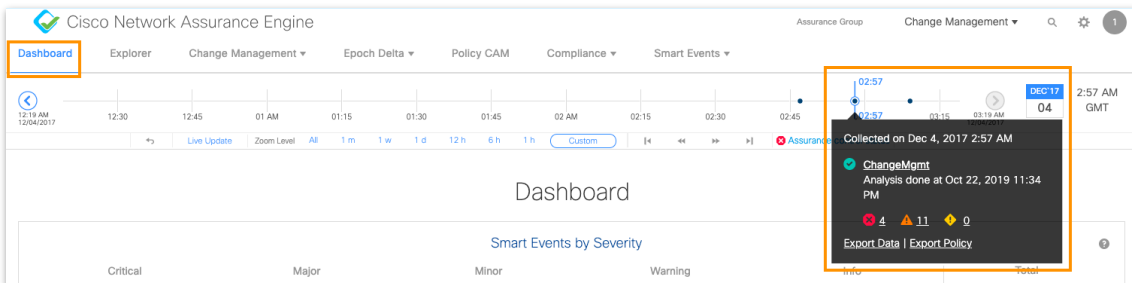 Cisco Network Assurance Engine
Assurance Group
Change Management
1
Dashboard
Explorer
Change Management
Epoch Delta
Policy CAM
Compliance
Smart Events
02:57
12:19 AM
12/04/2017
12:30
12:45
01 AM
01:15
01:30
01:45
02 AM
02:15
02:30
02:45
02:57
03:15
03:19 AM
12/04/2017
DEC'17
04
2:57 AM
GMT
Live Update
Zoom Level
All
1 m
1 w
1 d
12 h
6 h
1 h
Custom
Assurance
Collected on Dec 4, 2017 2:57 AM
ChangeMgmt
Analysis done at Oct 22, 2019 11:34
PM
4
11
0
Export Data | Export Policy
Dashboard
Smart Events by Severity
Critical
Major
Minor
Warning
Info
Total